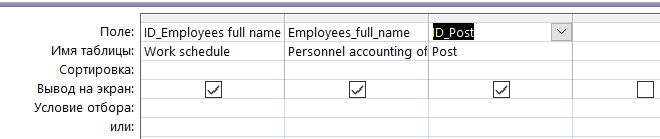 Поле: ID_Employees full name Employees_full_name ID_Post
Имя таблицы: Work schedule Personnel accounting of Post
Сортировка:
Вывод на экран:
Условие отбора:
или: